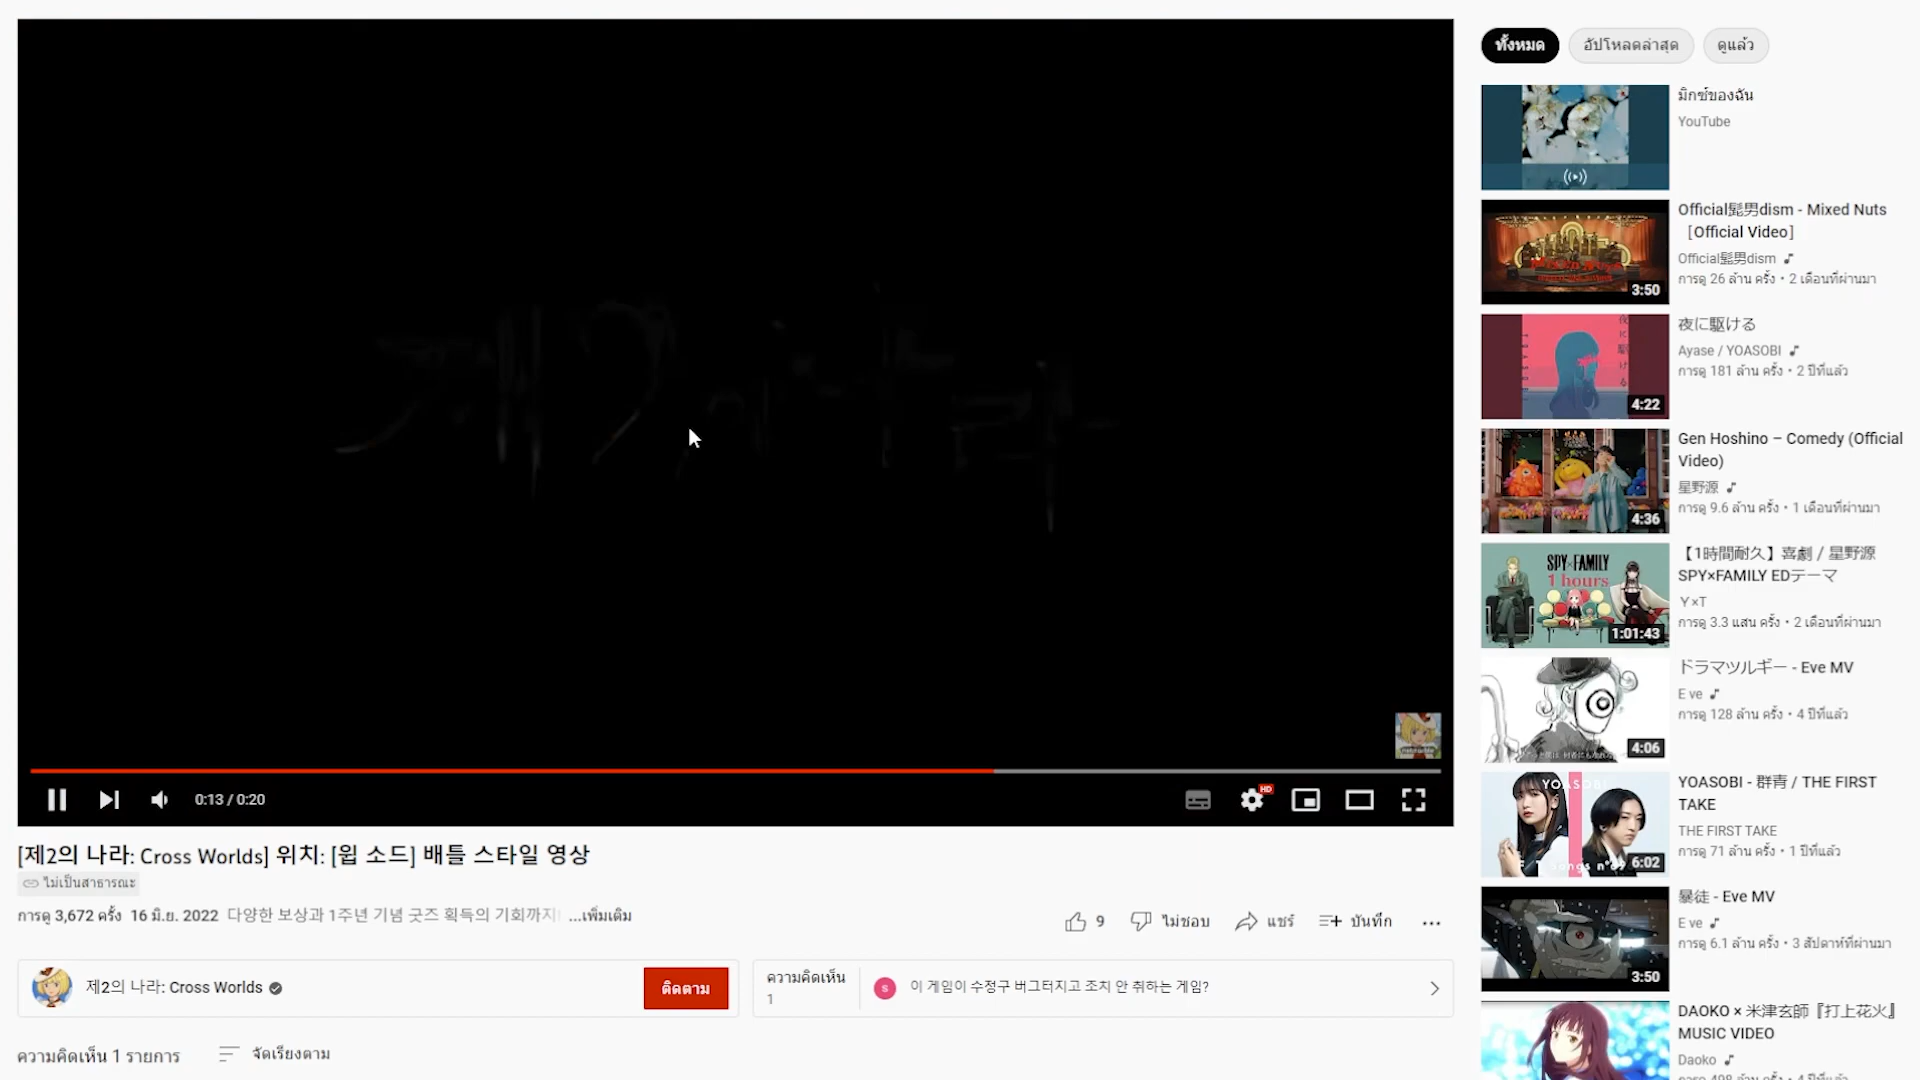 제2의 나라
0:13 / 0:20
HD
[제2의 나라: Cross Worlds] 위치: [윕 소드] 배틀 스타일 영상
ไม่เป็นสาธารณะ
การดู 3,672 ครั้ง 16 มิ.ย. 2022 다양한 보상과 1주년 기념 굿즈 획득의 기회까지! ...เพิ่มเติม
9 ไม่ชอบ แชร์ บันทึก
제2의 나라: Cross Worlds
ติดตาม
ความคิดเห็น
1
S
이 게임이 수정구 버그터지고 조치 안 취하는 게임?
ความคิดเห็น 1 รายการ
จัดเรียงตาม
ทั้งหมด
อัปโหลดล่าสุด
ดูแล้ว
มิกซ์ของฉัน
YouTube
3:50
Official髭男dism - Mixed Nuts
［Official Video］
Official髭男dism
การดู 26 ล้าน ครั้ง • 2 เดือนที่ผ่านมา
夜に駆ける
4:22
夜に駆ける
Ayase / YOASOBI
การดู 181 ล้าน ครั้ง • 2 ปีที่แล้ว
4:36
Gen Hoshino – Comedy (Official
Video)
星野源
การดู 9.6 ล้าน ครั้ง • 1 เดือนที่ผ่านมา
SPY×FAMILY
1 hours
1:01:43
【1時間耐久】喜劇 / 星野源
SPY×FAMILY EDテーマ
Y×T
การดู 3.3 แสน ครั้ง • 2 เดือนที่ผ่านมา
4:06
ドラマツルギー - Eve MV
E ve
การดู 128 ล้าน ครั้ง • 4 ปีที่แล้ว
YOASOBI
6:02
YOASOBI - 群青 / THE FIRST
TAKE
THE FIRST TAKE
การดู 71 ล้าน ครั้ง • 1 ปีที่แล้ว
3:50
暴徒 - Eve MV
E ve
การดู 6.1 ล้าน ครั้ง • 3 สัปดาห์ที่ผ่านมา
DAOKO × 米津玄師『打上花火』
MUSIC VIDEO
Daoko